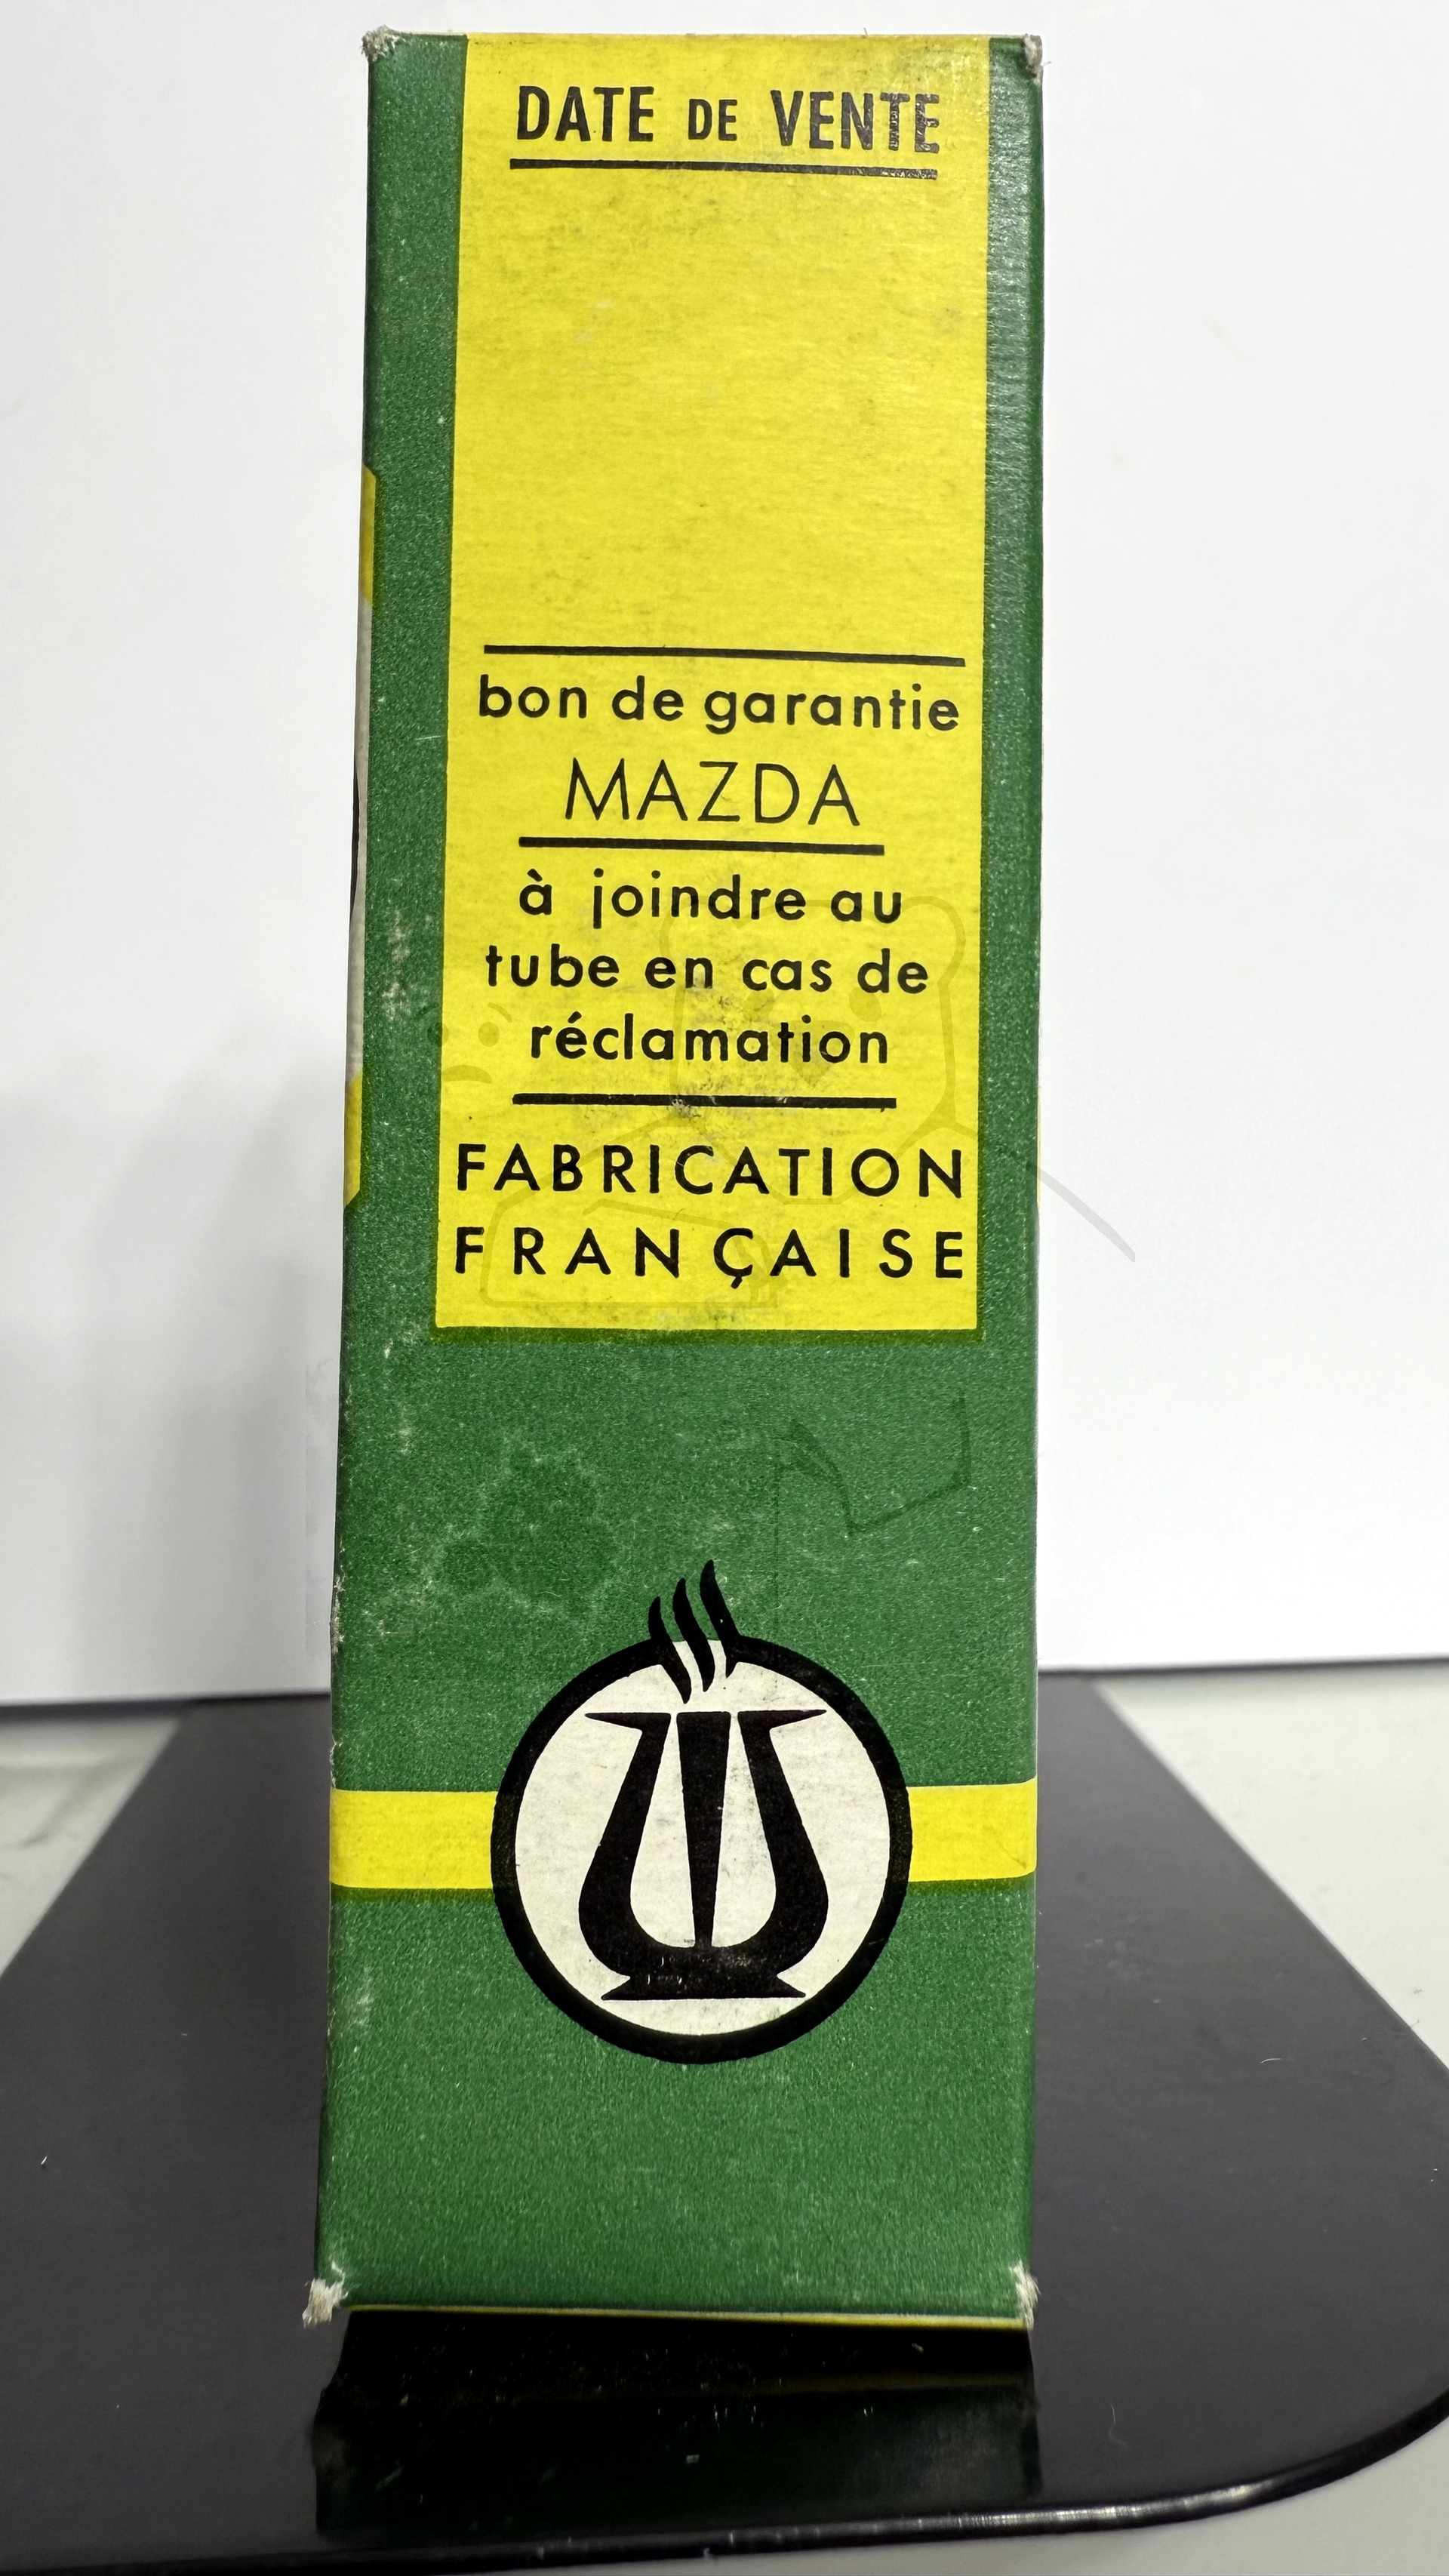 DATE DE VENTE
bon de garantie
MAZDA
à joindre au
tube en cas de
réclamation
FABRICATION
FRANÇAISE